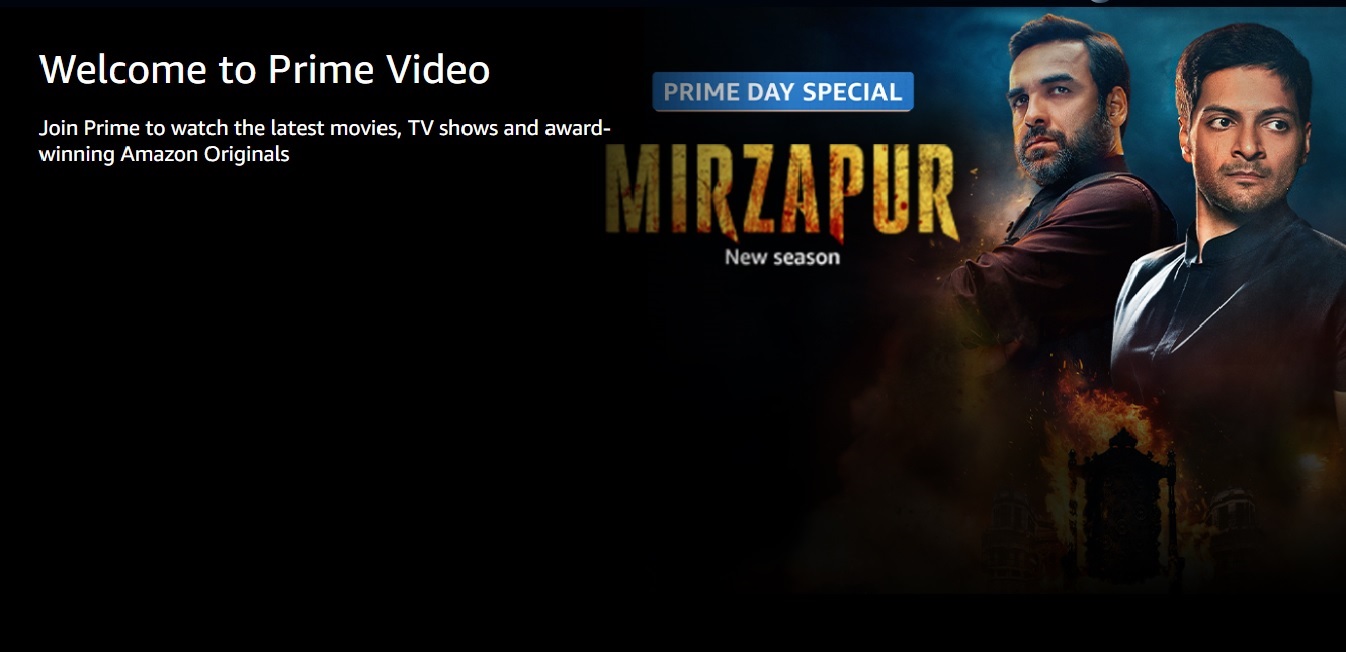 Welcome to Prime Video
Join Prime to watch the latest movies, TV shows and award-
winning Amazon Originals
PRIME DAY SPECIAL
MIRZAPUR
New season